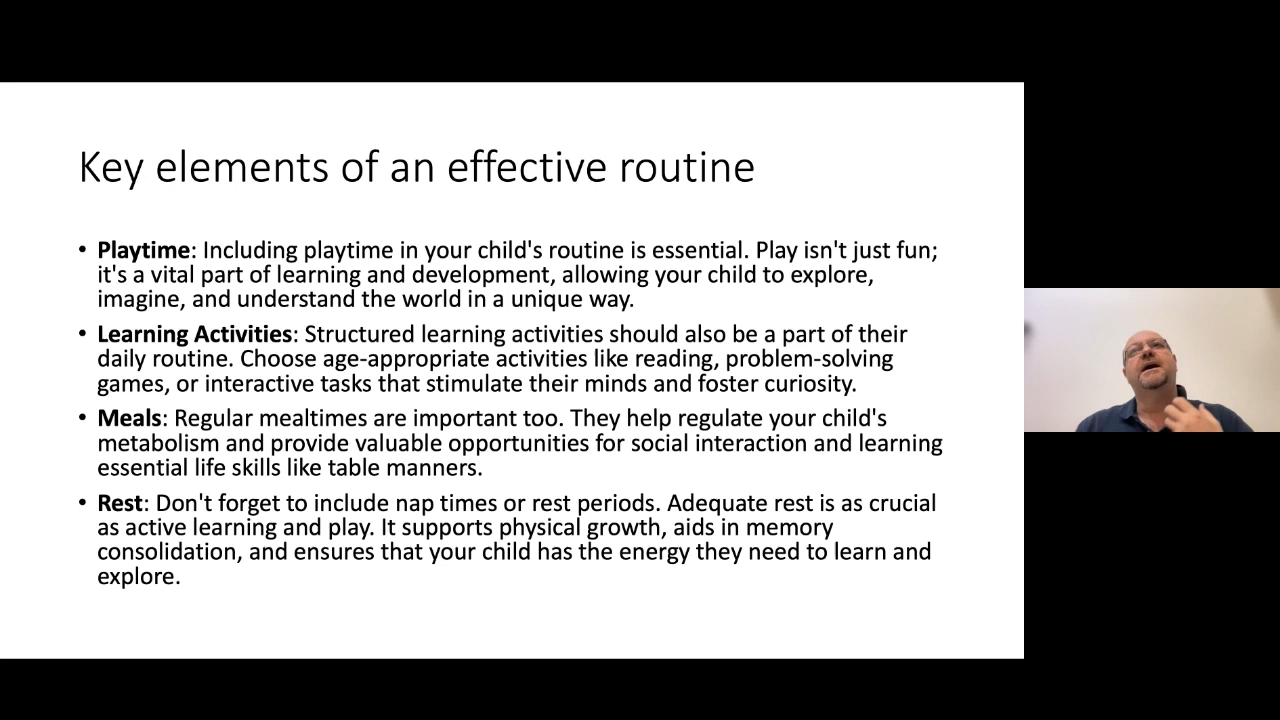 Key elements of an effective routine
• Playtime: Including playtime in your child's routine is essential. Play isn't just fun;
it's a vital part of learning and development, allowing your child to explore,
imagine, and understand the world in a unique way.
• Learning Activities: Structured learning activities should also be a part of their
daily routine. Choose age-appropriate activities like reading, problem-solving
games, or interactive tasks that stimulate their minds and foster curiosity.
• Meals: Regular mealtimes are important too. They help regulate your child's
metabolism and provide valuable opportunities for social interaction and learning
essential life skills like table manners.
• Rest: Don't forget to include nap times or rest periods. Adequate rest is as crucial
as active learning and play. It supports physical growth, aids in memory
consolidation, and ensures that your child has the energy they need to learn and
explore.